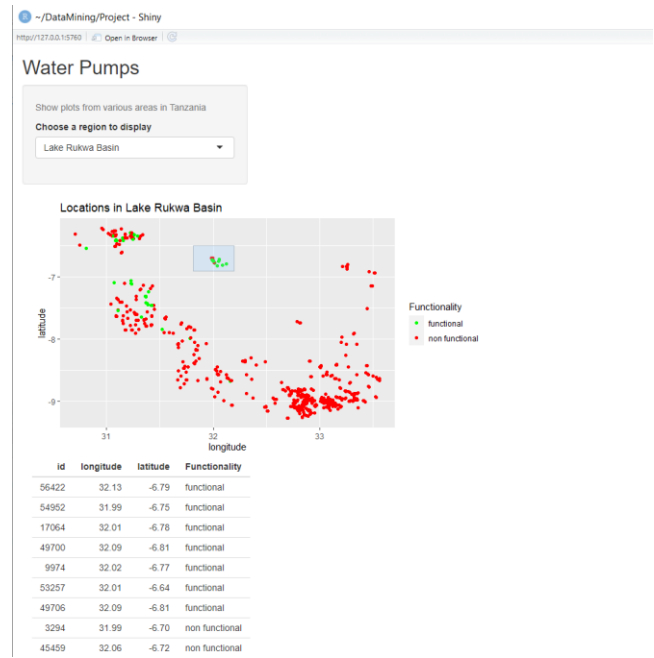 ~/DataMining/Project - Shiny
http://127.0.0.1:5760 Open in Browser
Water Pumps
Show plots from various areas in Tanzania
Choose a region to display
Lake Rukwa Basin
Locations in Lake Rukwa Basin
-7
-8
-9
latitude
31 32 33
longitude
Functionality
functional
non functional
id longitude latitude Functionality
56422 32.13 -6.79 functional
54952 31.99 -6.75 functional
17064 32.01 -6.78 functional
49700 32.09 -6.81 functional
9974 32.02 -6.77 functional
53257 32.01 -6.64 functional
49706 32.09 -6.81 functional
3294 31.99 -6.70 non functional
45459 32.06 -6.72 non functional